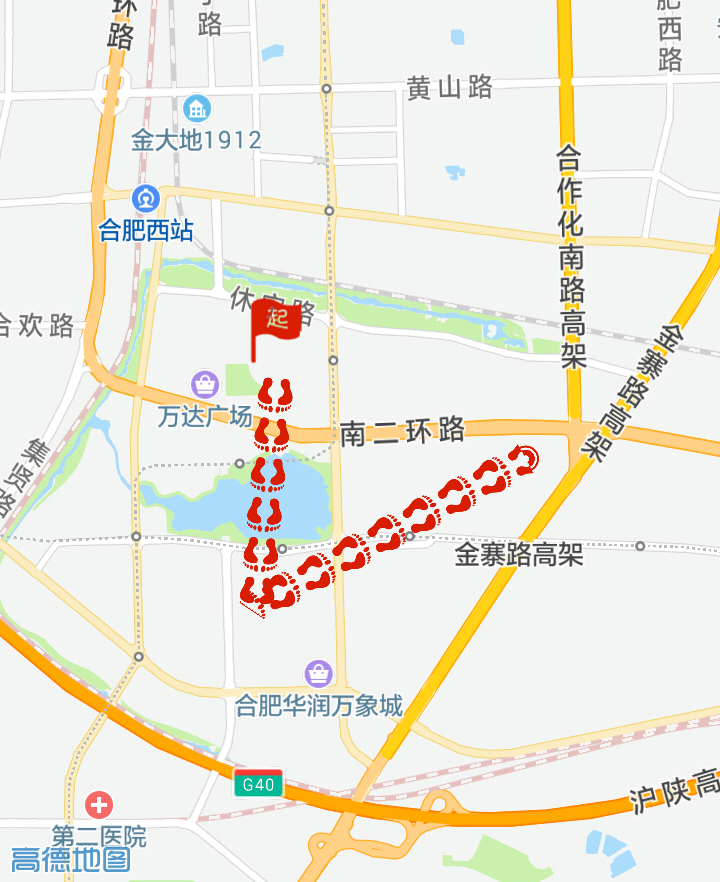 环路
路
肥西路
黄山路
金大地1912
合作化南路高架
合肥西站
休宁路
起
合欢路
金寨路高架
万达广场
南二环路
集贤路
金寨路高架
合肥华润万象城
G40
沪陕高
第二医院
高德地图